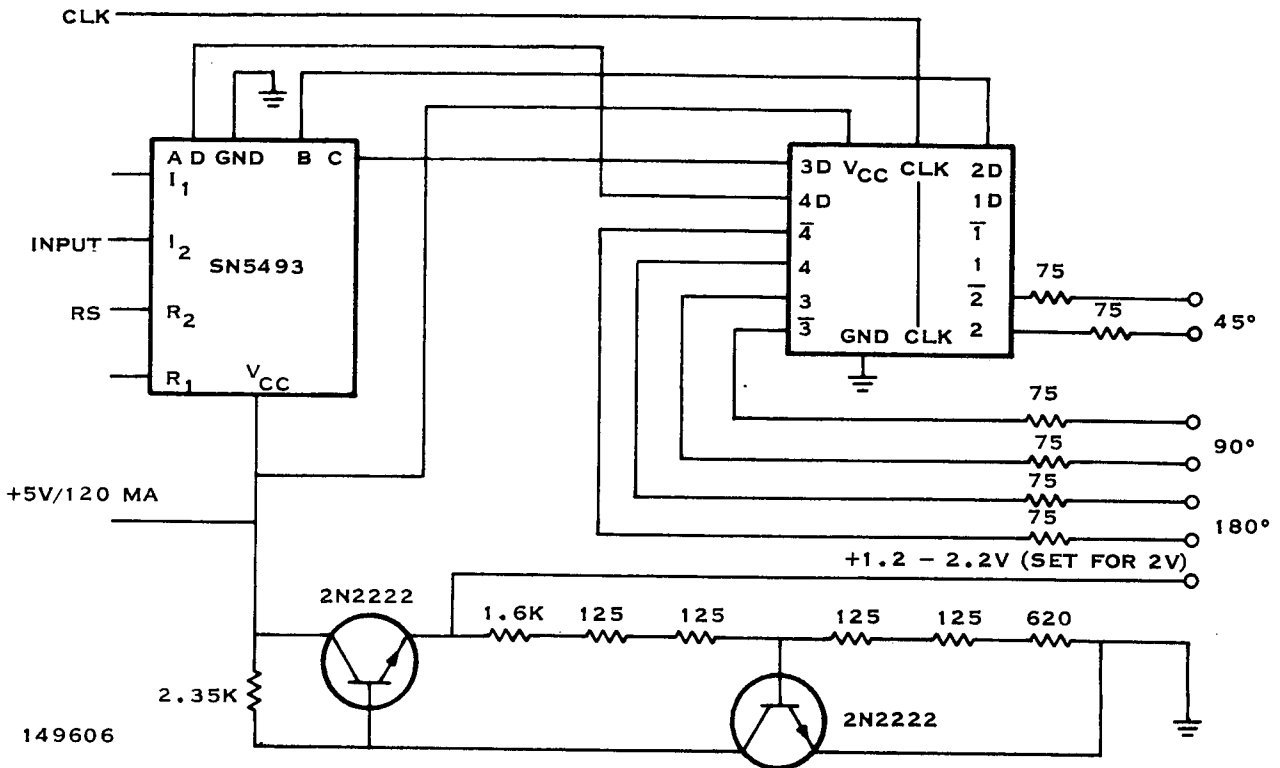 CLK
A D GND B C
I1
INPUT
I2
SN5493
RS
R2
R1
VCC
3D VCC CLK 2D
4D 1D
4̅ 1̅
4 1
3 2̅
3̅ GND CLK 2
75
75
45°
75
75
90°
75
75
180°
+5V/120 MA
+1.2 – 2.2V (SET FOR 2V)
2N2222
1.6K 125 125 125 125 620
2.35K
2N2222
149606